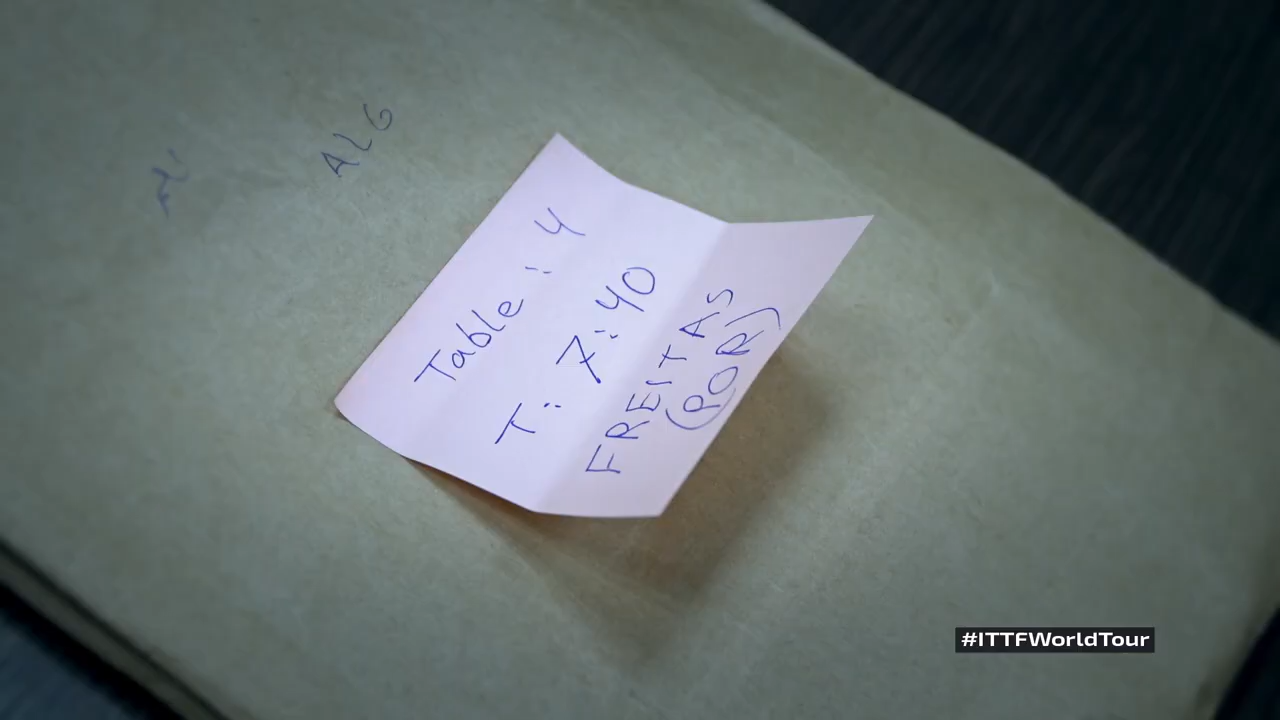 ALG
Table : 4
T: 7:40
FREITAS
(POR)
#ITTFWorldTour